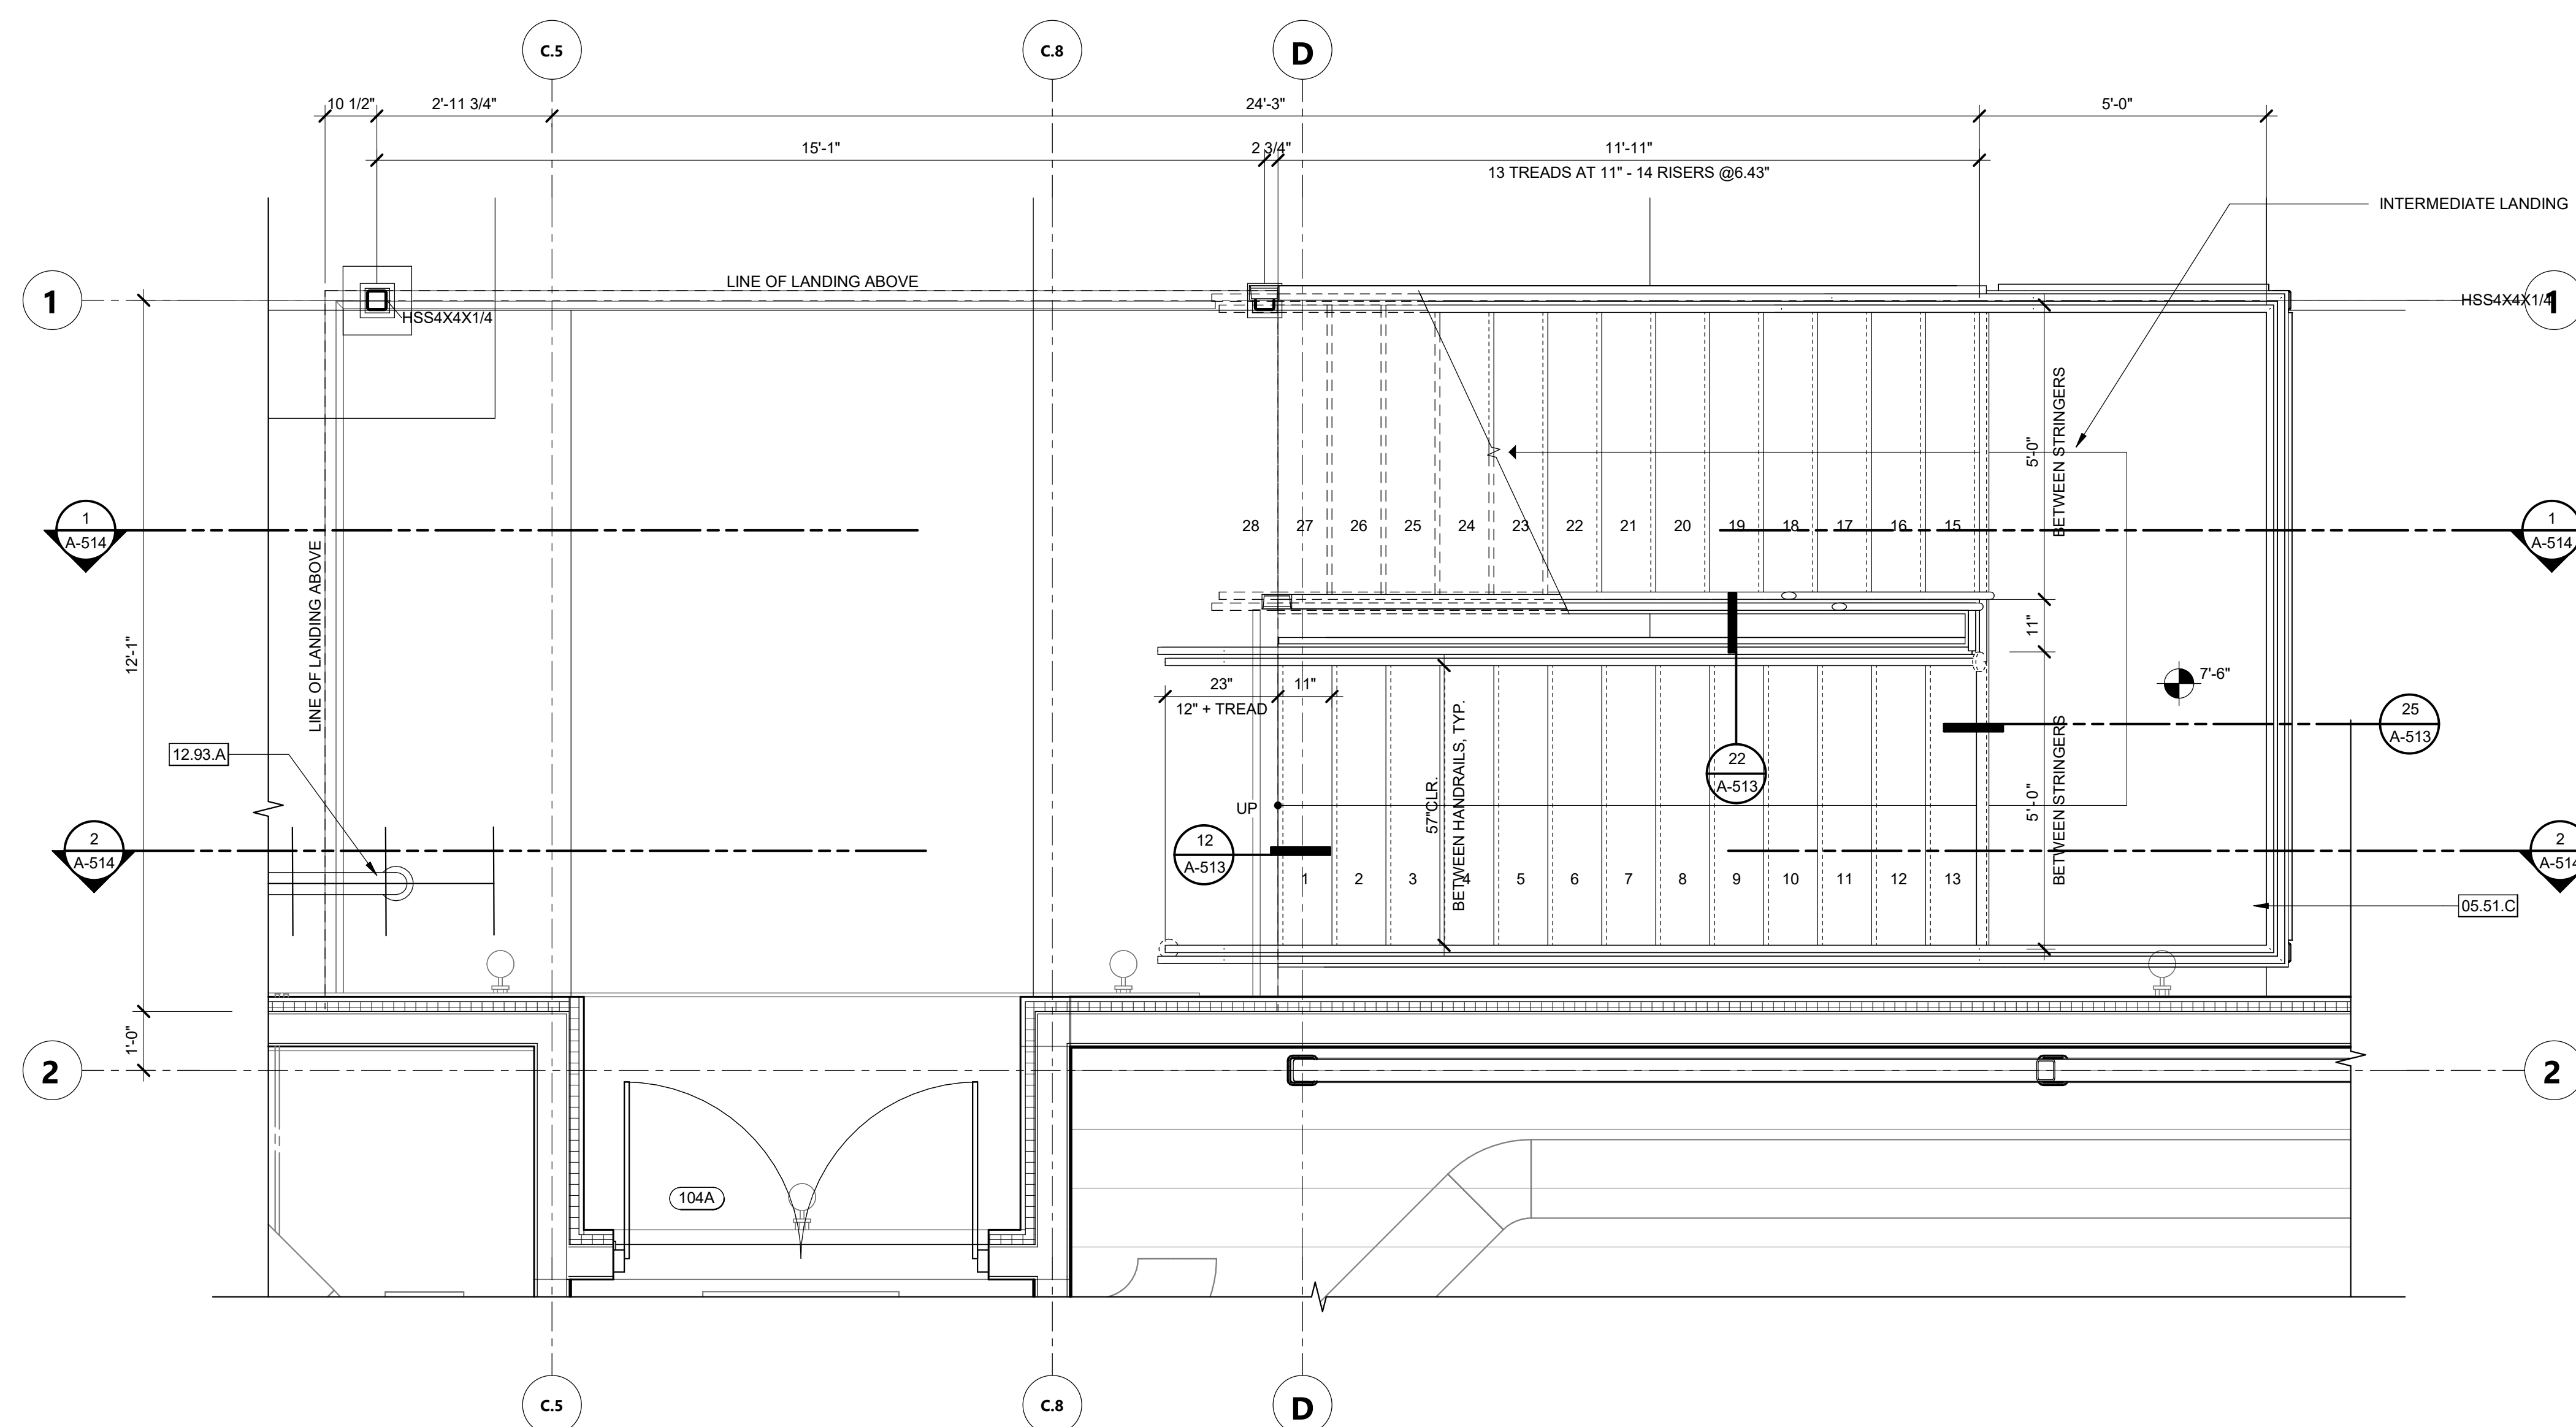 C.5 C.8 D
10 1/2" 2'-11 3/4" 24'-3" 5'-0"
15'-1" 2 3/4" 11'-11"
13 TREADS AT 11" - 14 RISERS @6.43"
INTERMEDIATE LANDING
LINE OF LANDING ABOVE
1 HSS4X4X1/4 HSS4X4X1/4 1
5'-0" BETWEEN STRINGERS
1 A-514
28 27 26 25 24 23 22 21 20 19 18 17 16 15
1 A-514
LINE OF LANDING ABOVE
12'-1"
11"
7'-6"
23" 11"
12" + TREAD
25 A-513
12.93.A
22 A-513
57"CLR.
BETWEEN HANDRAILS, TYP.
5'-0" BETWEEN STRINGERS
UP
12 A-513
2 A-514
2 A-514
1 2 3 4 5 6 7 8 9 10 11 12 13
05.51.C
1'-0"
2 2
104A
C.5 C.8 D